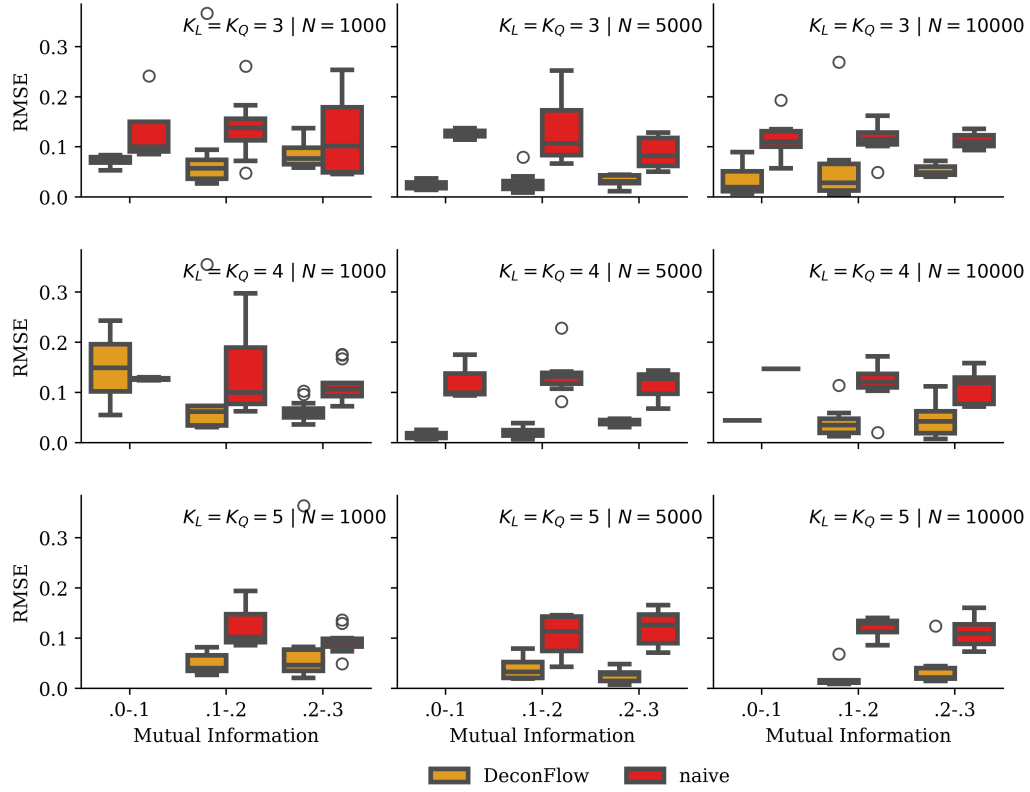 K_L = K_Q = 3 | N = 1000
K_L = K_Q = 3 | N = 5000
K_L = K_Q = 3 | N = 10000
RMSE
0.3
0.2
0.1
0.0
K_L = K_Q = 4 | N = 1000
K_L = K_Q = 4 | N = 5000
K_L = K_Q = 4 | N = 10000
RMSE
0.3
0.2
0.1
0.0
K_L = K_Q = 5 | N = 1000
K_L = K_Q = 5 | N = 5000
K_L = K_Q = 5 | N = 10000
RMSE
0.3
0.2
0.1
0.0
.0-.1 .1-.2 .2-.3
.0-.1 .1-.2 .2-.3
.0-.1 .1-.2 .2-.3
Mutual Information
Mutual Information
Mutual Information
DeconFlow
naive